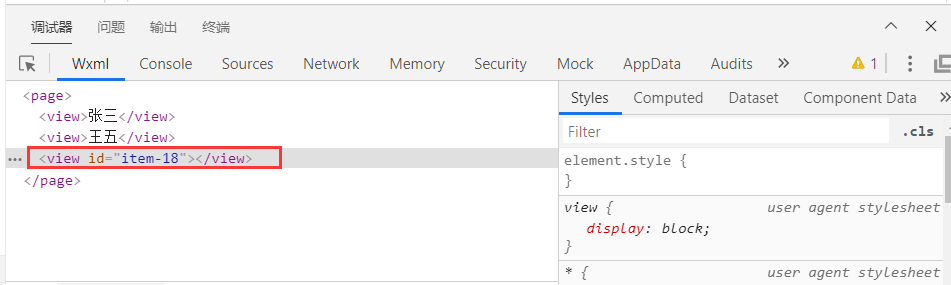 调试器 问题 输出 终端
Wxml Console Sources Network Memory Security Mock AppData Audits » 1
<page>
<view>张三</view>
<view>王五</view>
<view id="item-18"></view>
</page>
Styles Computed Dataset Component Data »
Filter .cls
element.style {
}
view { user agent stylesheet
display: block;
}
* { user agent stylesheet